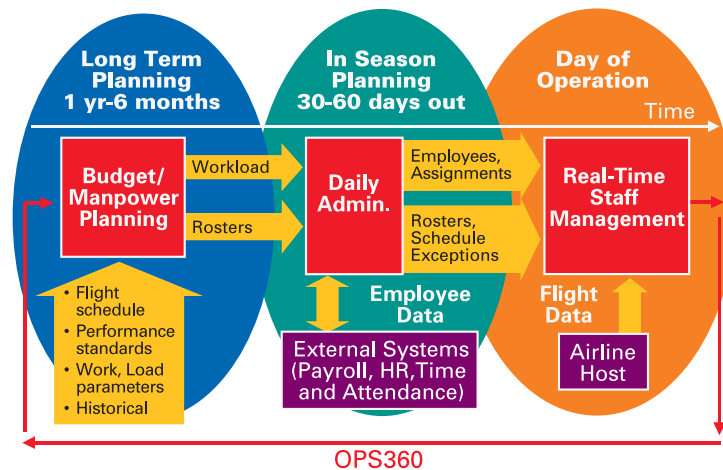 Long Term
Planning
1 yr-6 months
In Season
Planning
30-60 days out
Day of
Operation
Time
Budget/
Manpower
Planning
Workload
Rosters
Daily
Admin.
Employees,
Assignments
Rosters,
Schedule
Exceptions
Real-Time
Staff
Management
• Flight
schedule
• Performance
standards
• Work, Load
parameters
• Historical
Employee
Data
External Systems
(Payroll, HR,Time
and Attendance)
Flight
Data
Airline
Host
OPS360